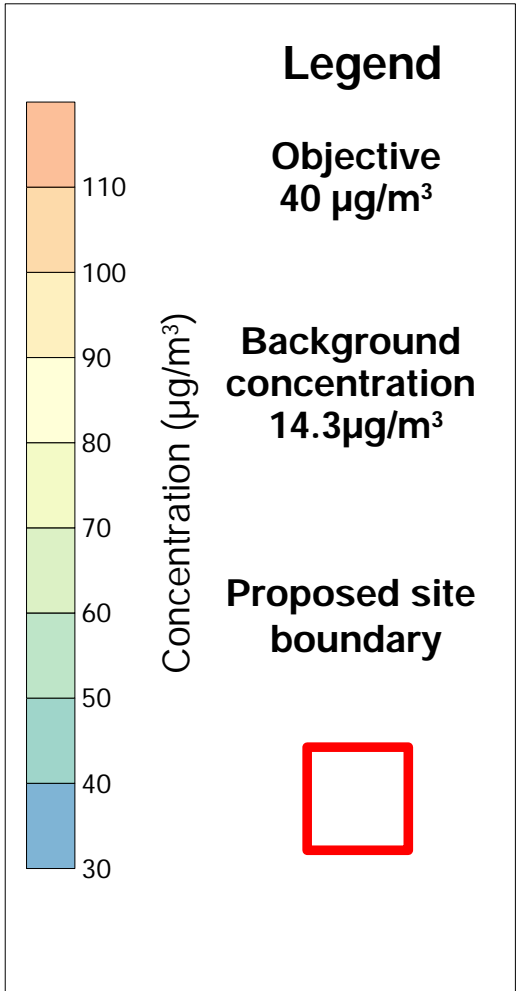 Legend
Objective
40 µg/m³
Background
concentration
14.3µg/m³
Proposed site
boundary
Concentration (µg/m³)
110
100
90
80
70
60
50
40
30